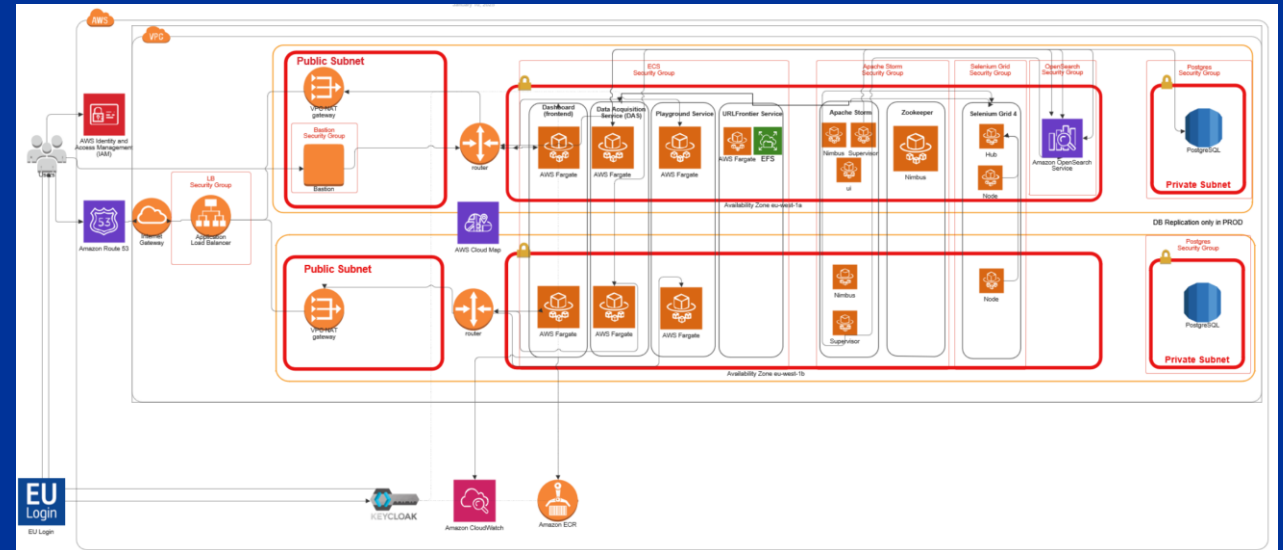 AWS
VPC
Public Subnet
VPC NAT
gateway
Bastion
Security Group
Bastion
AWS Identity and
Access Management
(IAM)
Users
LB
Security Group
Amazon Route 53
53
Internet
Gateway
Application
Load Balancer
router
AWS Cloud Map
ECS
Security Group
Dashboard
(frontend)
AWS Fargate
Data Acquisition
Service (DAS)
AWS Fargate
Playground Service
AWS Fargate
URLFrontier Service
AWS Fargate
EFS
Apache Storm
Security Group
Apache Storm
Nimbus
Supervisor
ui
Zookeeper
Nimbus
Selenium Grid
Security Group
Selenium Grid 4
Hub
Node
OpenSearch
Security Group
Amazon OpenSearch
Service
Postgres
Security Group
PostgreSQL
Private Subnet
Availability Zone eu-west-1a
DB Replication only in PROD
Public Subnet
VPC NAT
gateway
router
AWS Fargate
AWS Fargate
AWS Fargate
Nimbus
Supervisor
Node
Postgres
Security Group
PostgreSQL
Private Subnet
Availability Zone eu-west-1b
EU
Login
EU Login
KEYCLOAK
Amazon CloudWatch
Amazon ECR